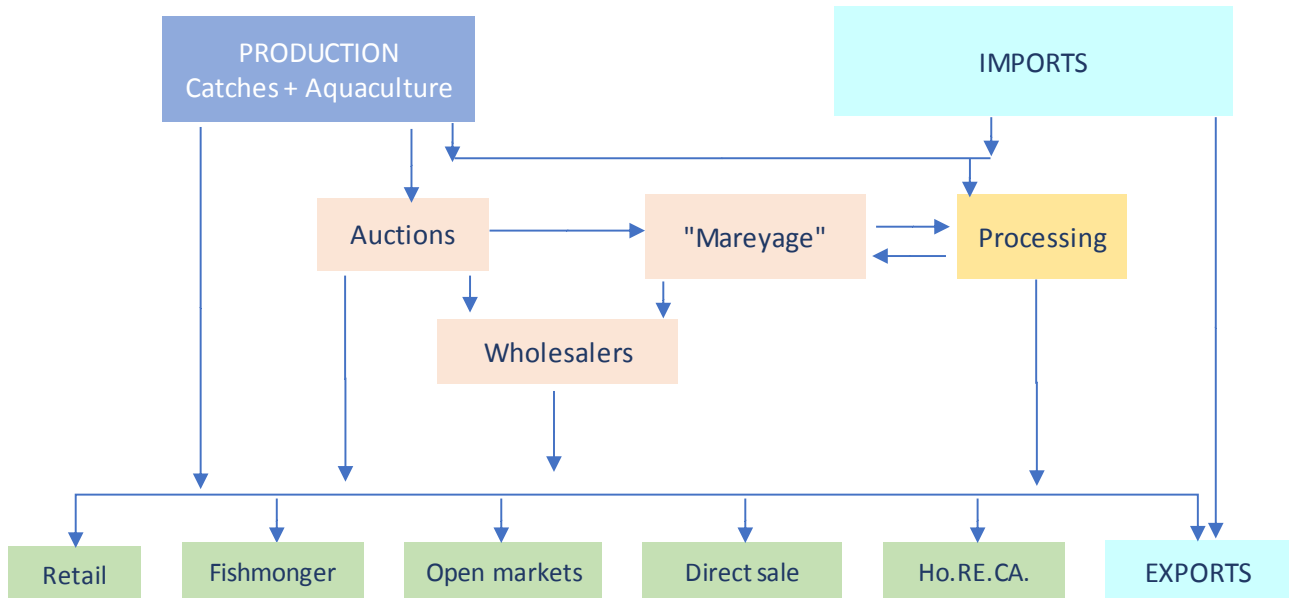 PRODUCTION
Catches + Aquaculture
IMPORTS
Auctions
"Mareyage"
Processing
Wholesalers
Retail
Fishmonger
Open markets
Direct sale
Ho.RE.CA.
EXPORTS